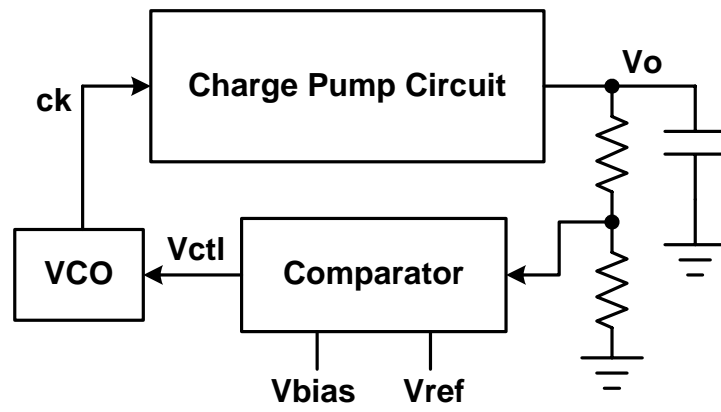 Charge Pump Circuit
Vo
ck
VCO
Vctl
Comparator
Vbias
Vref